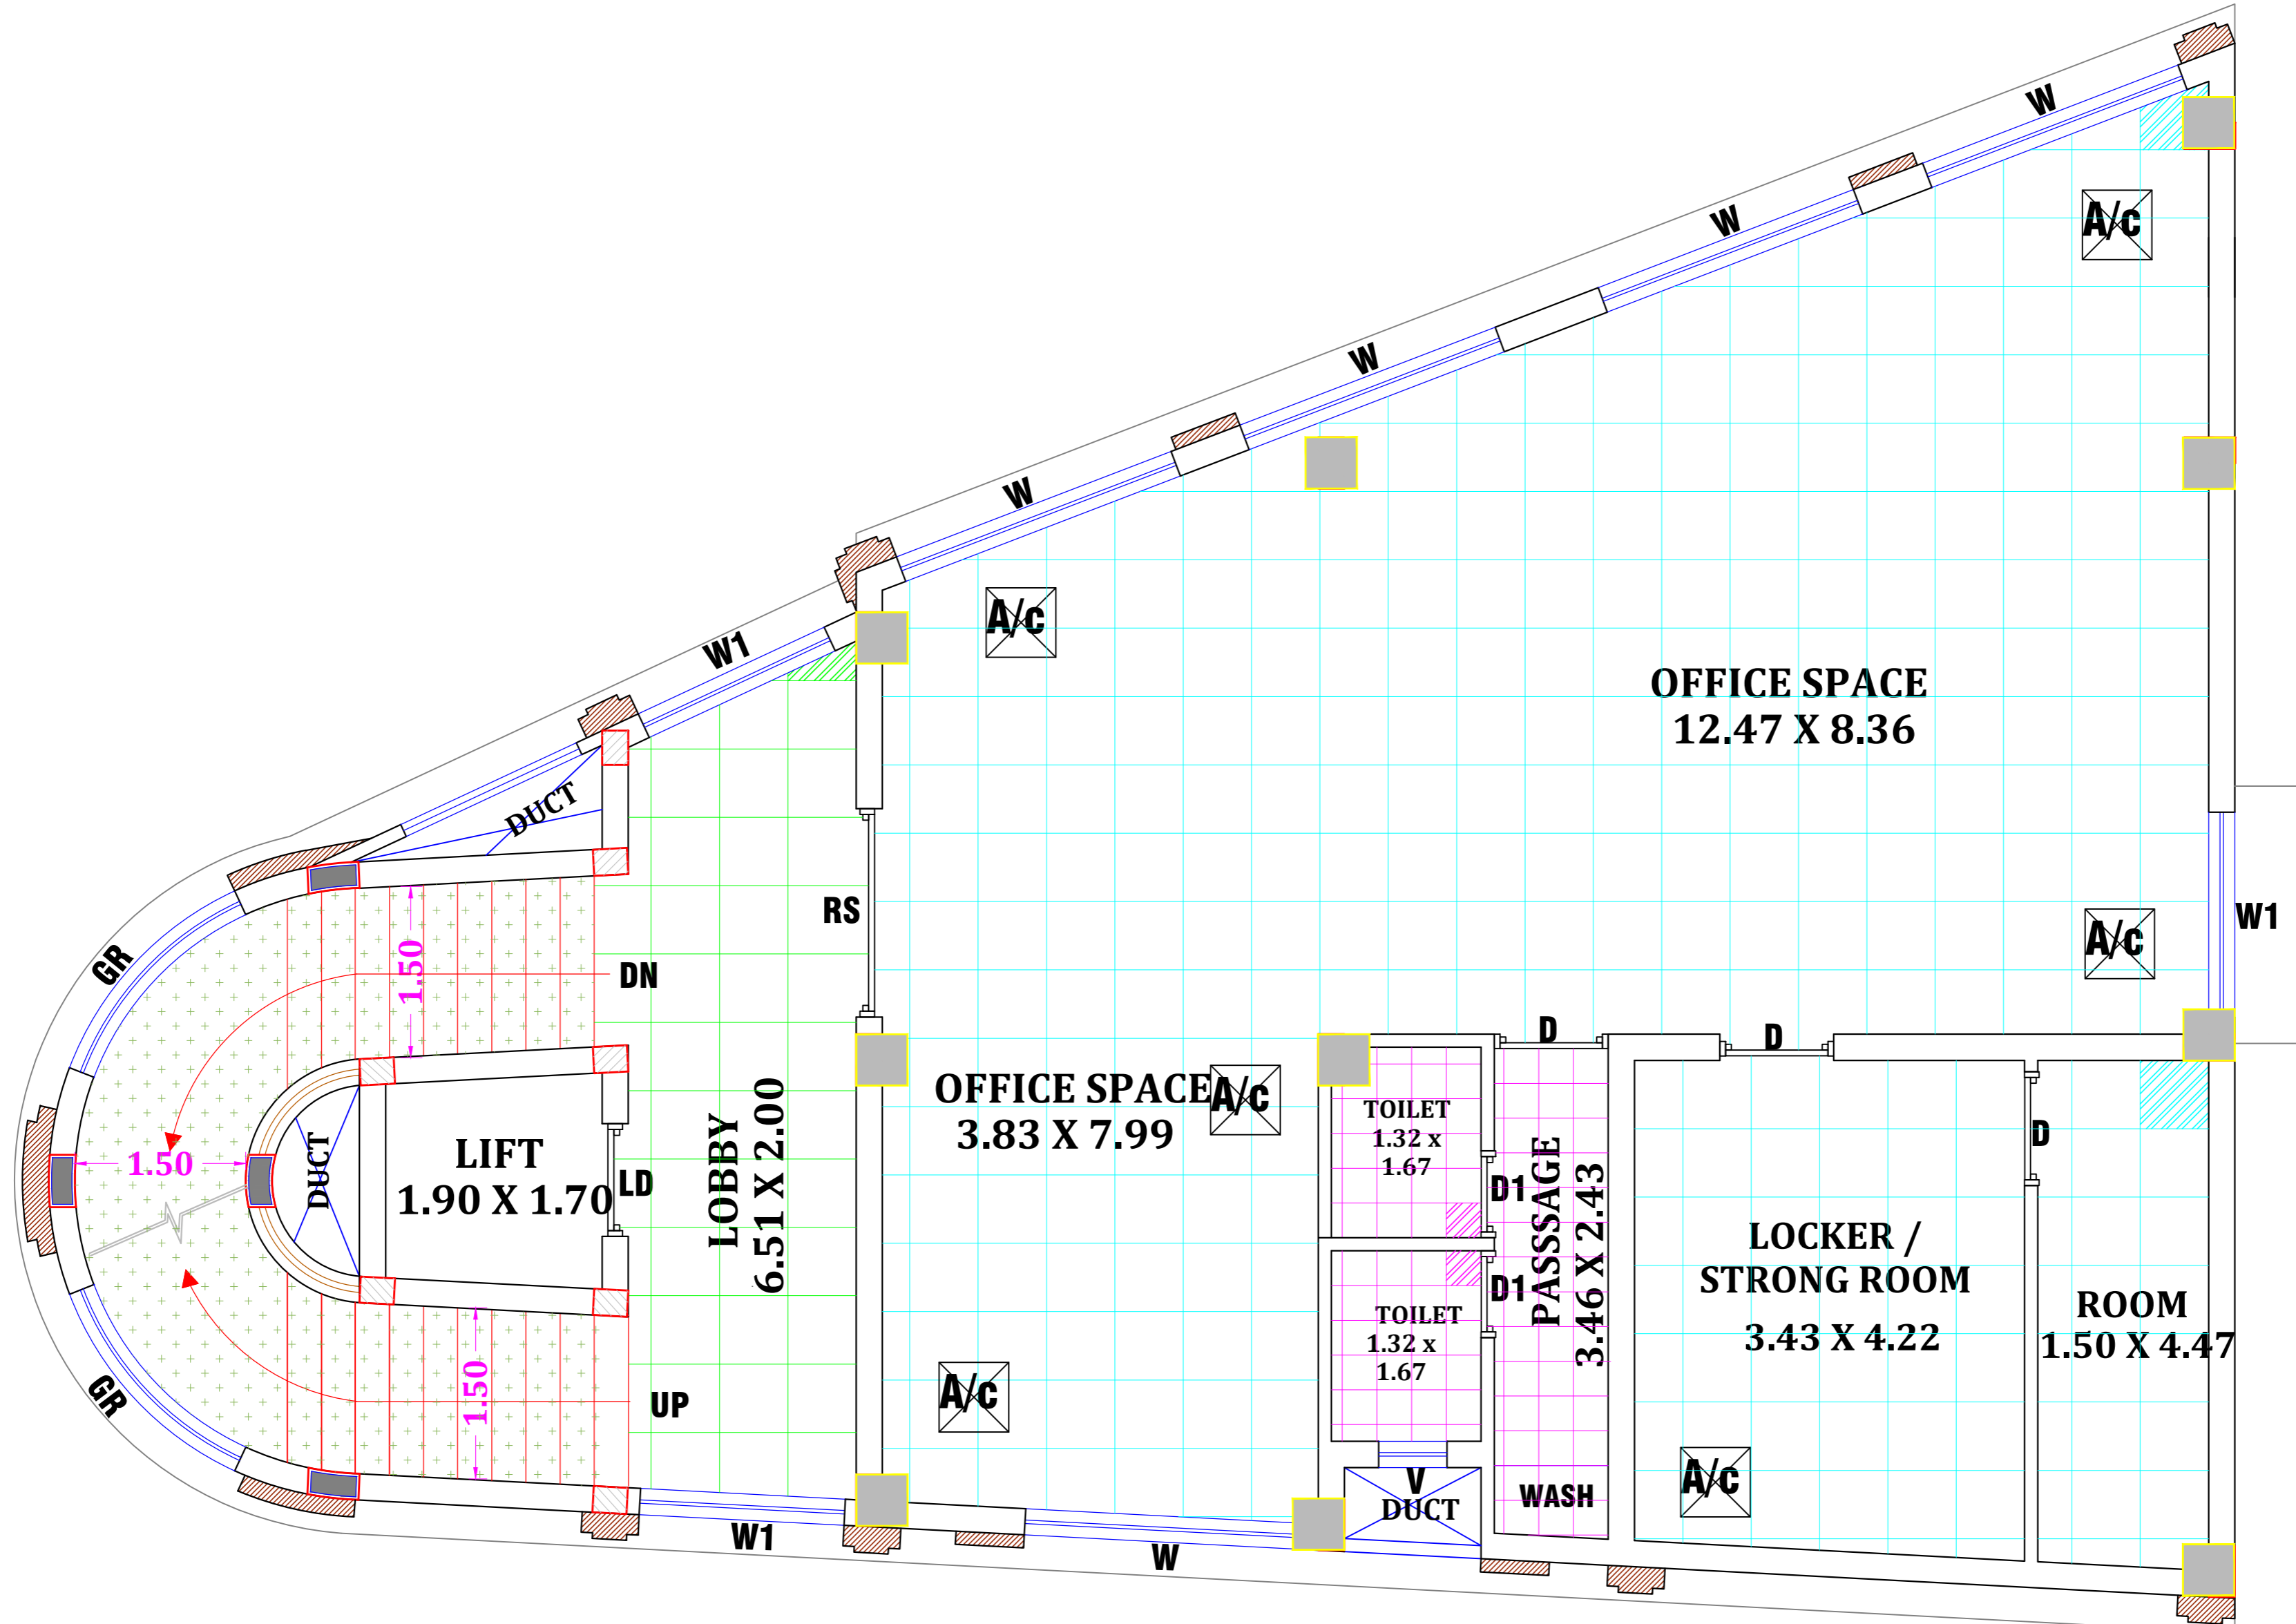 W
A/c
W
W
W
A/c
W1
OFFICE SPACE
12.47 X 8.36
DUCT
RS
W1
A/c
GR
1.50
DN
D
D
OFFICE SPACE
3.83 X 7.99
A/c
TOILET
1.32 x
1.67
D
LIFT
1.90 X 1.70
LD
DUCT
1.50
LOBBY
6.51 X 2.00
D1
D1
PASSSAGE
3.46 X 2.43
LOCKER /
STRONG ROOM
3.43 X 4.22
ROOM
1.50 X 4.47
TOILET
1.32 x
1.67
GR
1.50
UP
A/c
A/c
V
DUCT
WASH
W1
W